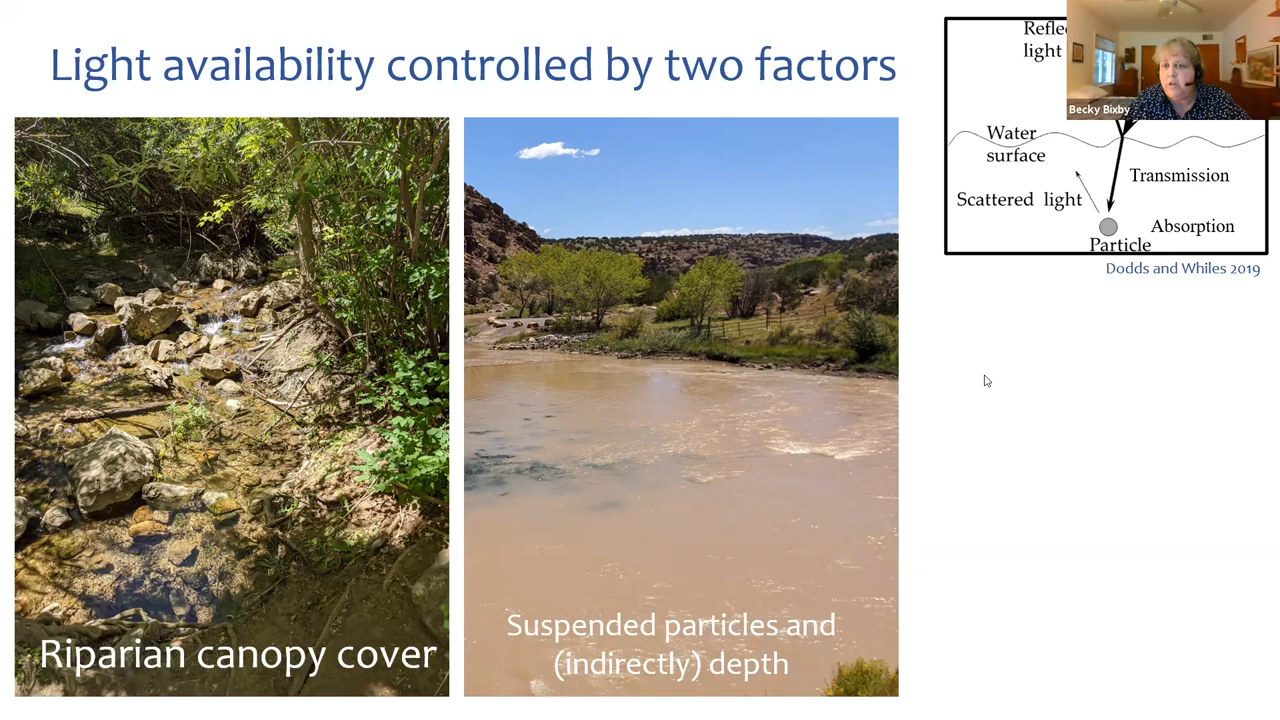 Light availability controlled by two factors
light
Becky Bixby
Water
surface
Transmission
Scattered light
Absorption
Particle
Dodds and Whiles 2019
Riparian canopy cover
Suspended particles and
(indirectly) depth